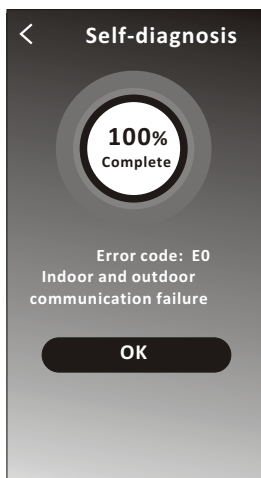 Self-diagnosis
100%
Complete
Error code: E0
Indoor and outdoor
communication failure
OK